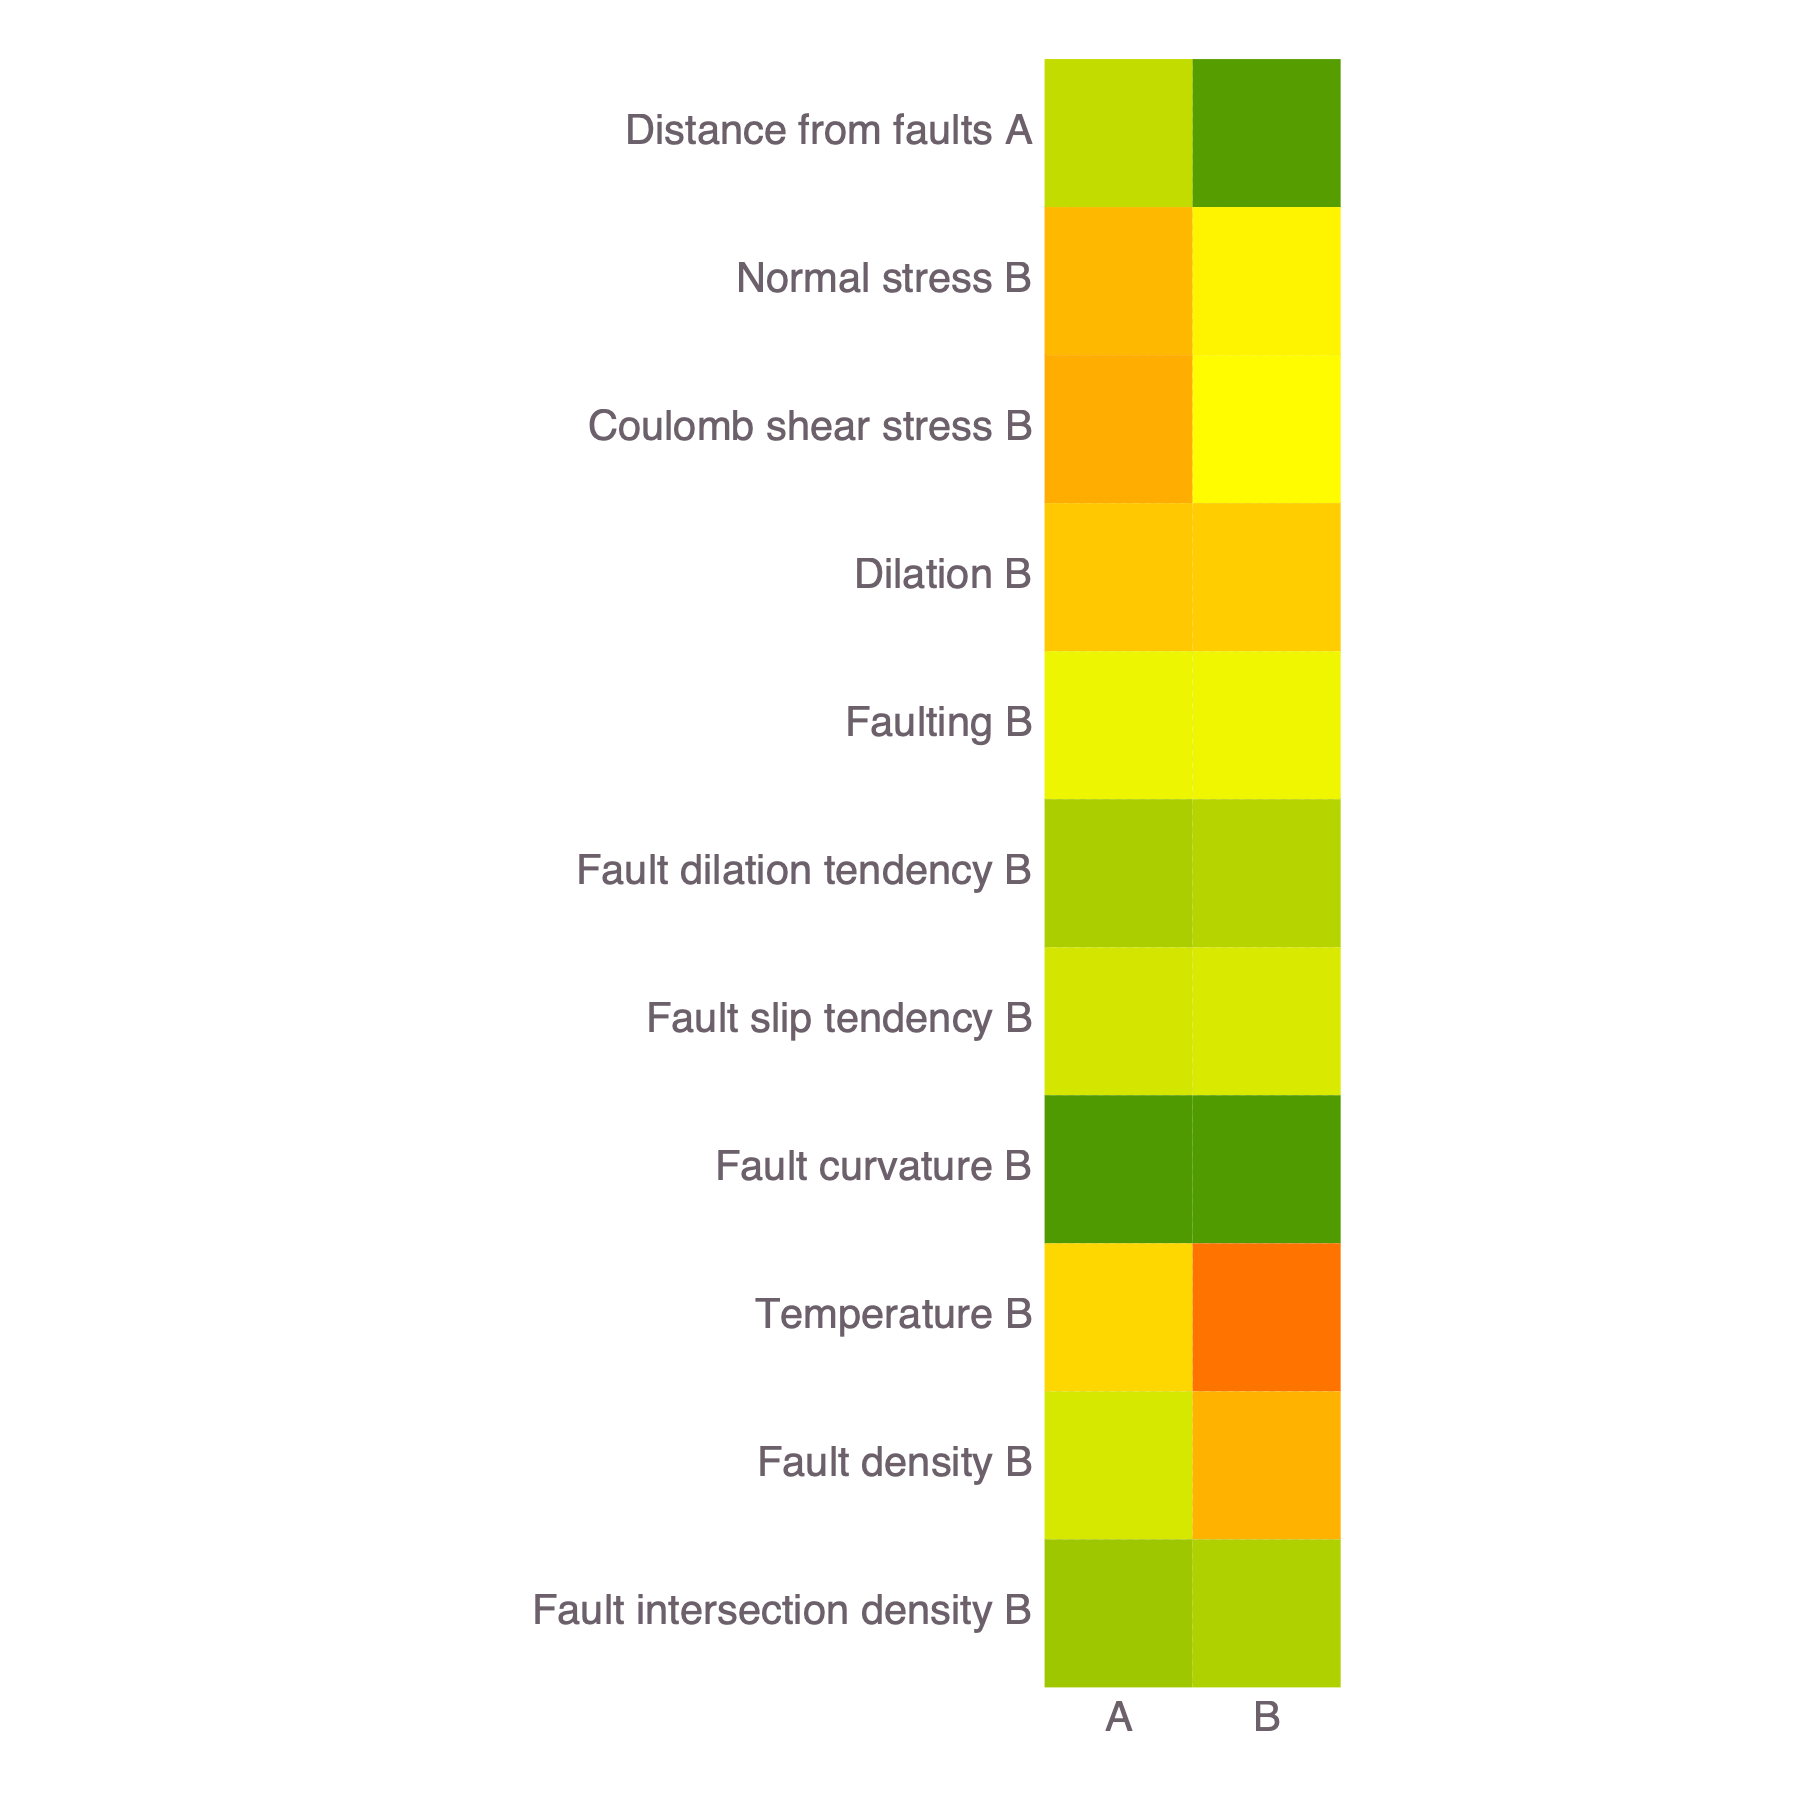 Distance from faults A
Normal stress B
Coulomb shear stress B
Dilation B
Faulting B
Fault dilation tendency B
Fault slip tendency B
Fault curvature B
Temperature B
Fault density B
Fault intersection density B
A B